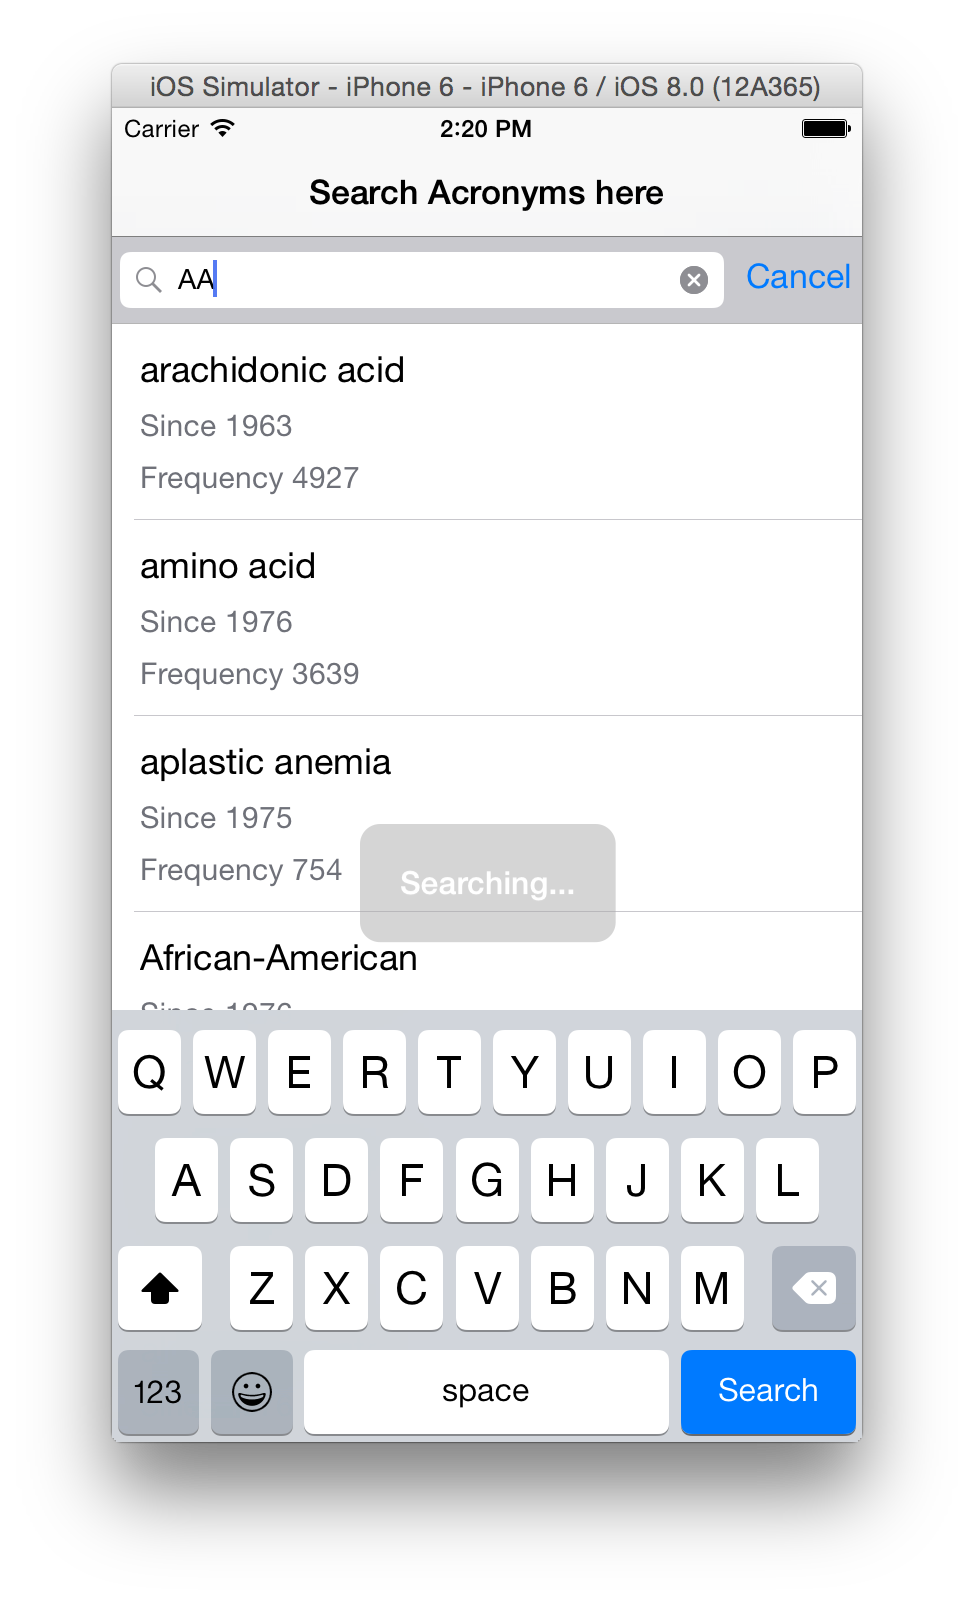 iOS Simulator - iPhone 6 - iPhone 6 / iOS 8.0 (12A365)
Carrier 2:20 PM
Search Acronyms here
AA Cancel
arachidonic acid
Since 1963
Frequency 4927
amino acid
Since 1976
Frequency 3639
aplastic anemia
Since 1975
Frequency 754
Searching...
African-American
Since 1976
Q W E R T Y U I O P
A S D F G H J K L
Z X C V B N M
123 space Search